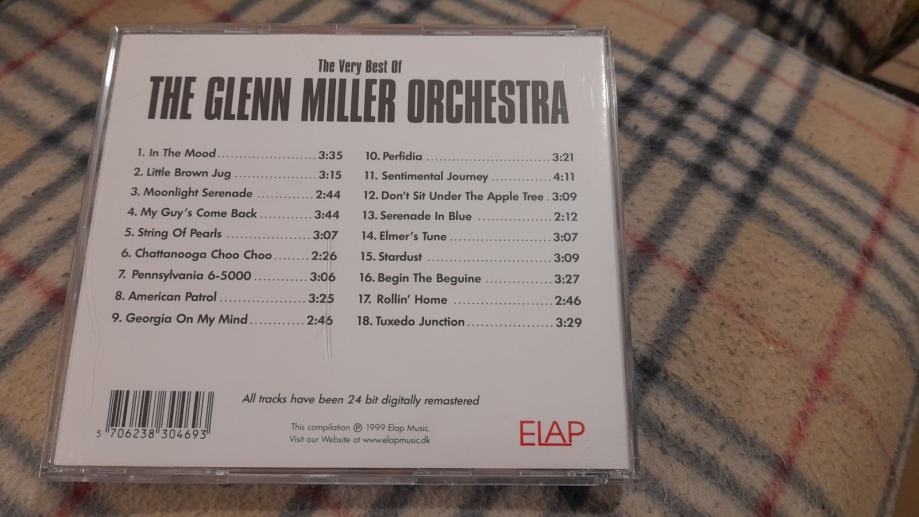 The Very Best Of
THE GLENN MILLER ORCHESTRA
1. In The Mood........................3:35
2. Little Brown Jug ....................3:15
3. Moonlight Serenade ..............2:44
4. My Guy's Come Back ............3:44
5. String Of Pearls ....................3:07
6. Chattanooga Choo Choo........2:26
7. Pennsylvania 6-5000 ............3:06
8. American Patrol....................3:25
9. Georgia On My Mind............2:46
10. Perfidia ............................3:21
11. Sentimental Journey ............4:11
12. Don't Sit Under The Apple Tree .3:09
13. Serenade In Blue ................2:12
14. Elmer's Tune ......................3:07
15. Stardust ............................3:09
16. Begin The Beguine ..............3:27
17. Rollin' Home ......................2:46
18. Tuxedo Junction..................3:29
All tracks have been 24 bit digitally remastered
5 706238 304693
This compilation ℗ 1999 Elap Music.
Visit our Website at www.elapmusic.dk
ELAP